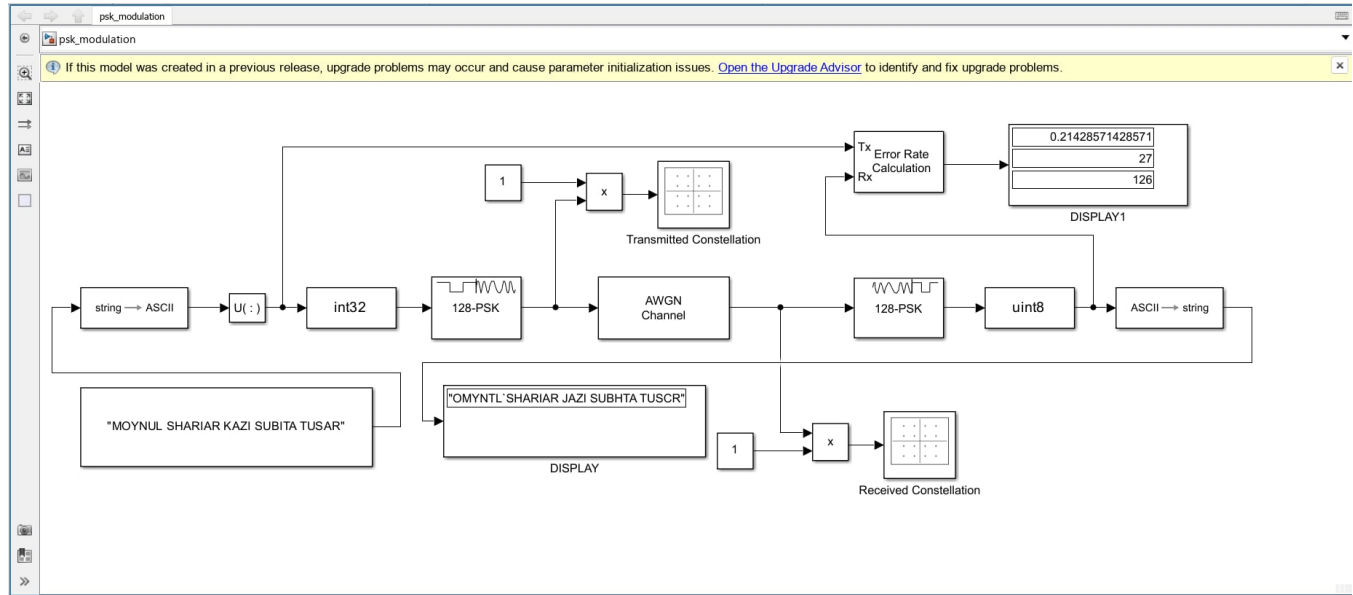 psk_modulation
psk_modulation
If this model was created in a previous release, upgrade problems may occur and cause parameter initialization issues. Open the Upgrade Advisor to identify and fix upgrade problems.
Tx
Rx
Error Rate
Calculation
0.21428571428571
27
126
DISPLAY1
1
x
Transmitted Constellation
string → ASCII
U( : )
int32
128-PSK
AWGN
Channel
128-PSK
uint8
ASCII → string
"MOYNUL SHARIAR KAZI SUBITA TUSAR"
"OMYNTL`SHARIAR JAZI SUBHTA TUSCR"
DISPLAY
1
x
Received Constellation